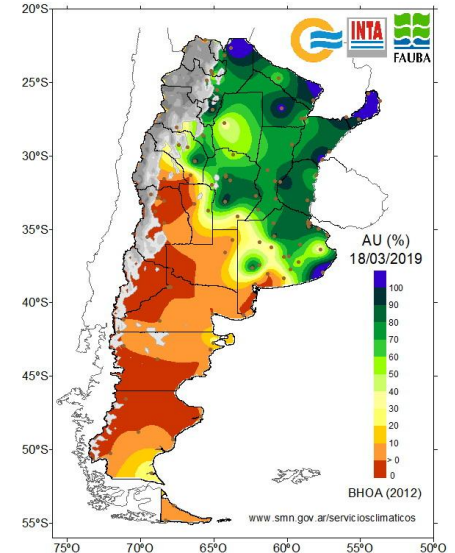 20°S
INTA
FAUBA
25°S
30°S
35°S
AU (%)
18/03/2019
100
90
80
70
60
50
40
30
20
10
> 0
0
40°S
45°S
50°S
BHOA (2012)
www.smn.gov.ar/serviciosclimaticos
55°S
75°O 70°O 65°O 60°O 55°O 50°O